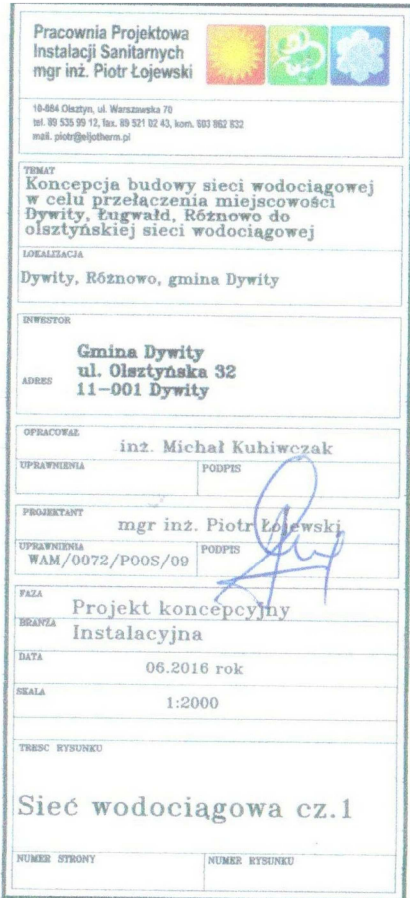 Pracownia Projektowa
Instalacji Sanitarnych
mgr inż. Piotr Łojewski
10-684 Olsztyn, ul. Warszawska 70
tel. 89 535 99 12, fax. 89 521 02 43, kom. 503 862 832
mail. piotr@eljotherm.pl
TEMAT
Koncepcja budowy sieci wodociągowej
w celu przełączenia miejscowości
Dywity, Ługwałd, Różnowo do
olsztyńskiej sieci wodociągowej
LOKALIZACJA
Dywity, Różnowo, gmina Dywity
INWESTOR
Gmina Dywity
ul. Olsztyńska 32
ADRES
11-001 Dywity
OPRACOWAŁ
inż. Michał Kuhiwczak
UPRAWNIENIA PODPIS
PROJEKTANT
mgr inż. Piotr Łojewski
UPRAWNIENIA PODPIS
WAM/0072/POOS/09
FAZA
Projekt koncepcyjny
BRANŻA
Instalacyjna
DATA
06.2016 rok
SKALA
1:2000
TRESC RYSUNKU
Sieć wodociągowa cz.1
NUMER STRONY NUMER RYSUNKU